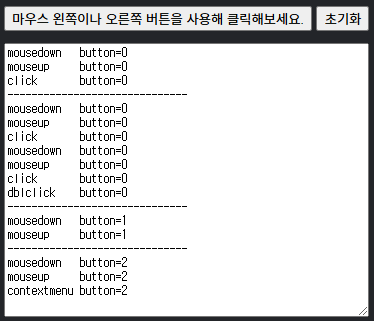 마우스 왼쪽이나 오른쪽 버튼을 사용해 클릭해보세요. 초기화
mousedown button=0
mouseup button=0
click button=0
------------------------------
mousedown button=0
mouseup button=0
click button=0
mousedown button=0
mouseup button=0
click button=0
dblclick button=0
------------------------------
mousedown button=1
mouseup button=1
------------------------------
mousedown button=2
mouseup button=2
contextmenu button=2